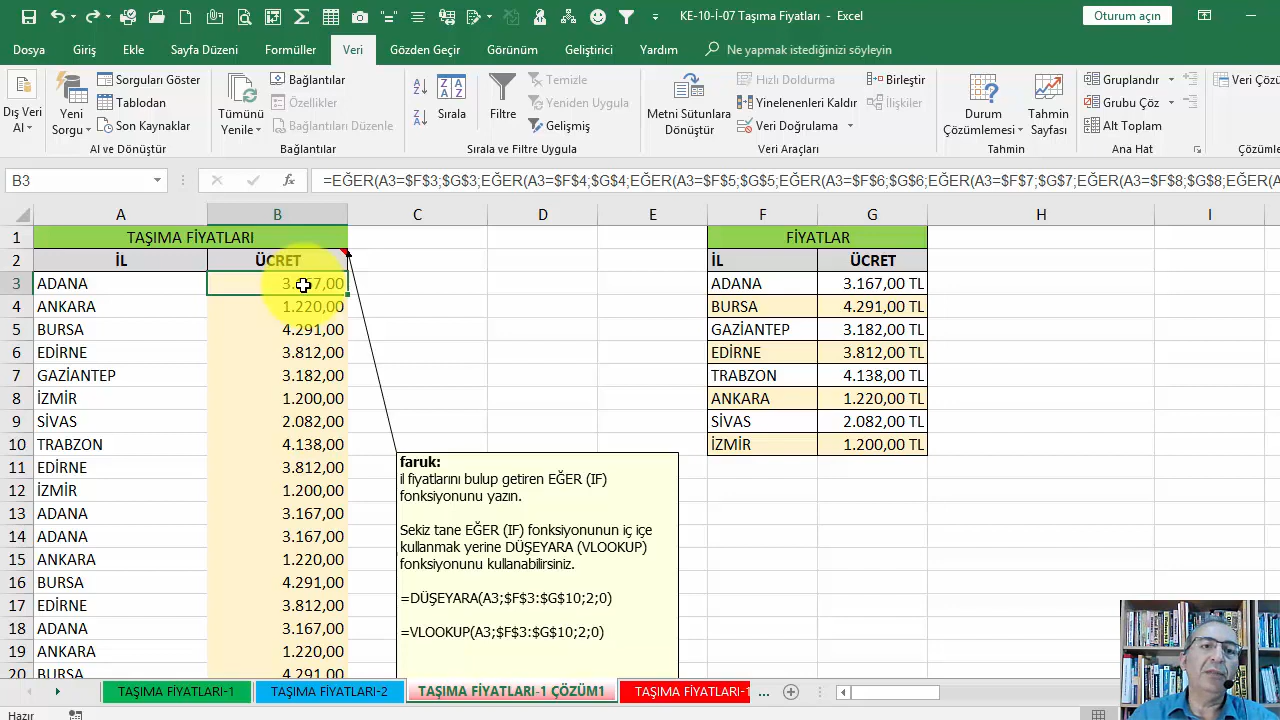 KE-10-İ-07 Taşıma Fiyatları - Excel
Oturum açın
Dosya Giriş Ekle Sayfa Düzeni Formüller Veri Gözden Geçir Görünüm Geliştirici Yardım Ne yapmak istediğinizi söyleyin
Dış Veri Al
Yeni Sorgu
Sorguları Göster
Tablodan
Son Kaynaklar
Al ve Dönüştür
Tümünü Yenile
Bağlantılar
Özellikler
Bağlantıları Düzenle
Bağlantılar
Sırala
Filtre
Temizle
Yeniden Uygula
Gelişmiş
Sırala ve Filtre Uygula
Metni Sütunlara Dönüştür
Hızlı Doldurma
Yinelenenleri Kaldır
Veri Doğrulama
Birleştir
İlişkiler
Veri Araçları
Durum Çözümlemesi
Tahmin Sayfası
Tahmin
Gruplandır
Grubu Çöz
Alt Toplam
Ana Hat
Veri Çözü
Çözümle
B3
=EĞER(A3=$F$3;$G$3;EĞER(A3=$F$4;$G$4;EĞER(A3=$F$5;$G$5;EĞER(A3=$F$6;$G$6;EĞER(A3=$F$7;$G$7;EĞER(A3=$F$8;$G$8;EĞER(A
A B C D E F G H I J
1 TAŞIMA FİYATLARI FİYATLAR
2 İL ÜCRET İL ÜCRET
3 ADANA 3.167,00 ADANA 3.167,00 TL
4 ANKARA 1.220,00 BURSA 4.291,00 TL
5 BURSA 4.291,00 GAZİANTEP 3.182,00 TL
6 EDİRNE 3.812,00 EDİRNE 3.812,00 TL
7 GAZİANTEP 3.182,00 TRABZON 4.138,00 TL
8 İZMİR 1.200,00 ANKARA 1.220,00 TL
9 SİVAS 2.082,00 SİVAS 2.082,00 TL
10 TRABZON 4.138,00 İZMİR 1.200,00 TL
11 EDİRNE 3.812,00
12 İZMİR 1.200,00
13 ADANA 3.167,00
14 ADANA 3.167,00
15 ANKARA 1.220,00
16 BURSA 4.291,00
17 EDİRNE 3.812,00
18 ADANA 3.167,00
19 ANKARA 1.220,00
20 BURSA 4.291,00
faruk:
il fiyatlarını bulup getiren EĞER (IF)
fonksiyonunu yazın.
Sekiz tane EĞER (IF) fonksiyonunun iç içe
kullanmak yerine DÜŞEYARA (VLOOKUP)
fonksiyonunu kullanabilirsiniz.
=DÜŞEYARA(A3;$F$3:$G$10;2;0)
=VLOOKUP(A3;$F$3:$G$10;2;0)
TAŞIMA FİYATLARI-1 TAŞIMA FİYATLARI-2 TAŞIMA FİYATLARI-1 ÇÖZÜM1 TAŞIMA FİYATLARI-1 ...
Hazır